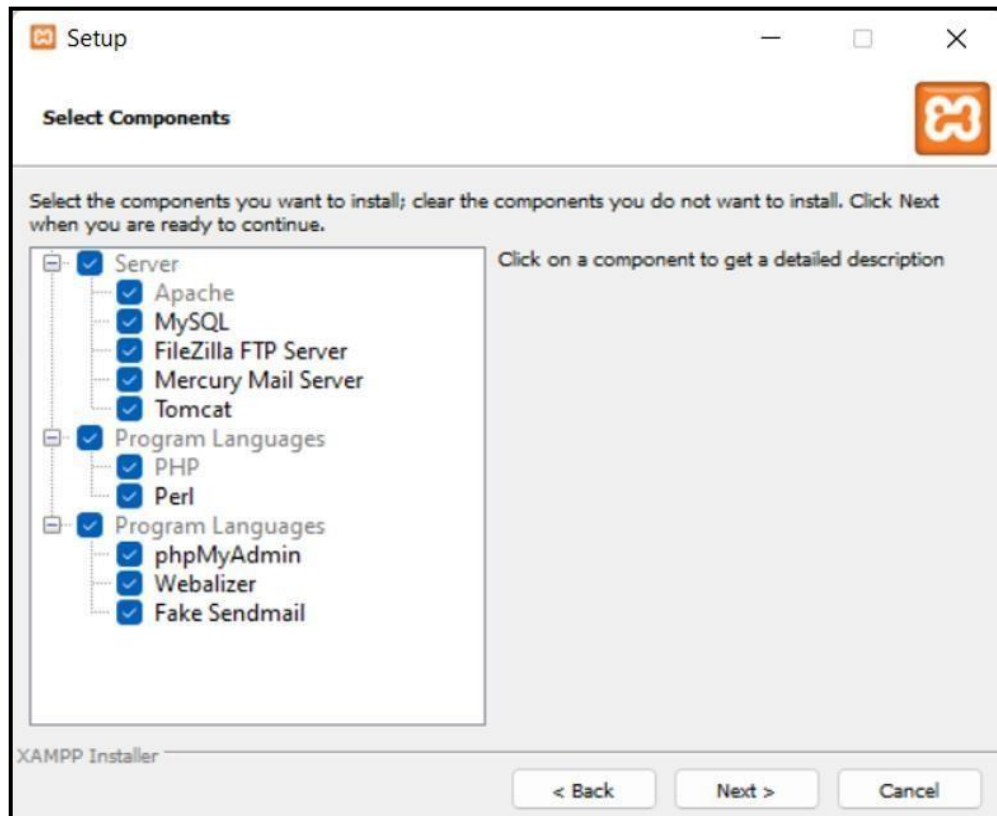 Setup
Select Components
Select the components you want to install; clear the components you do not want to install. Click Next
when you are ready to continue.
Server
Apache
MySQL
FileZilla FTP Server
Mercury Mail Server
Tomcat
Program Languages
PHP
Perl
Program Languages
phpMyAdmin
Webalizer
Fake Sendmail
Click on a component to get a detailed description
XAMPP Installer
< Back
Next >
Cancel